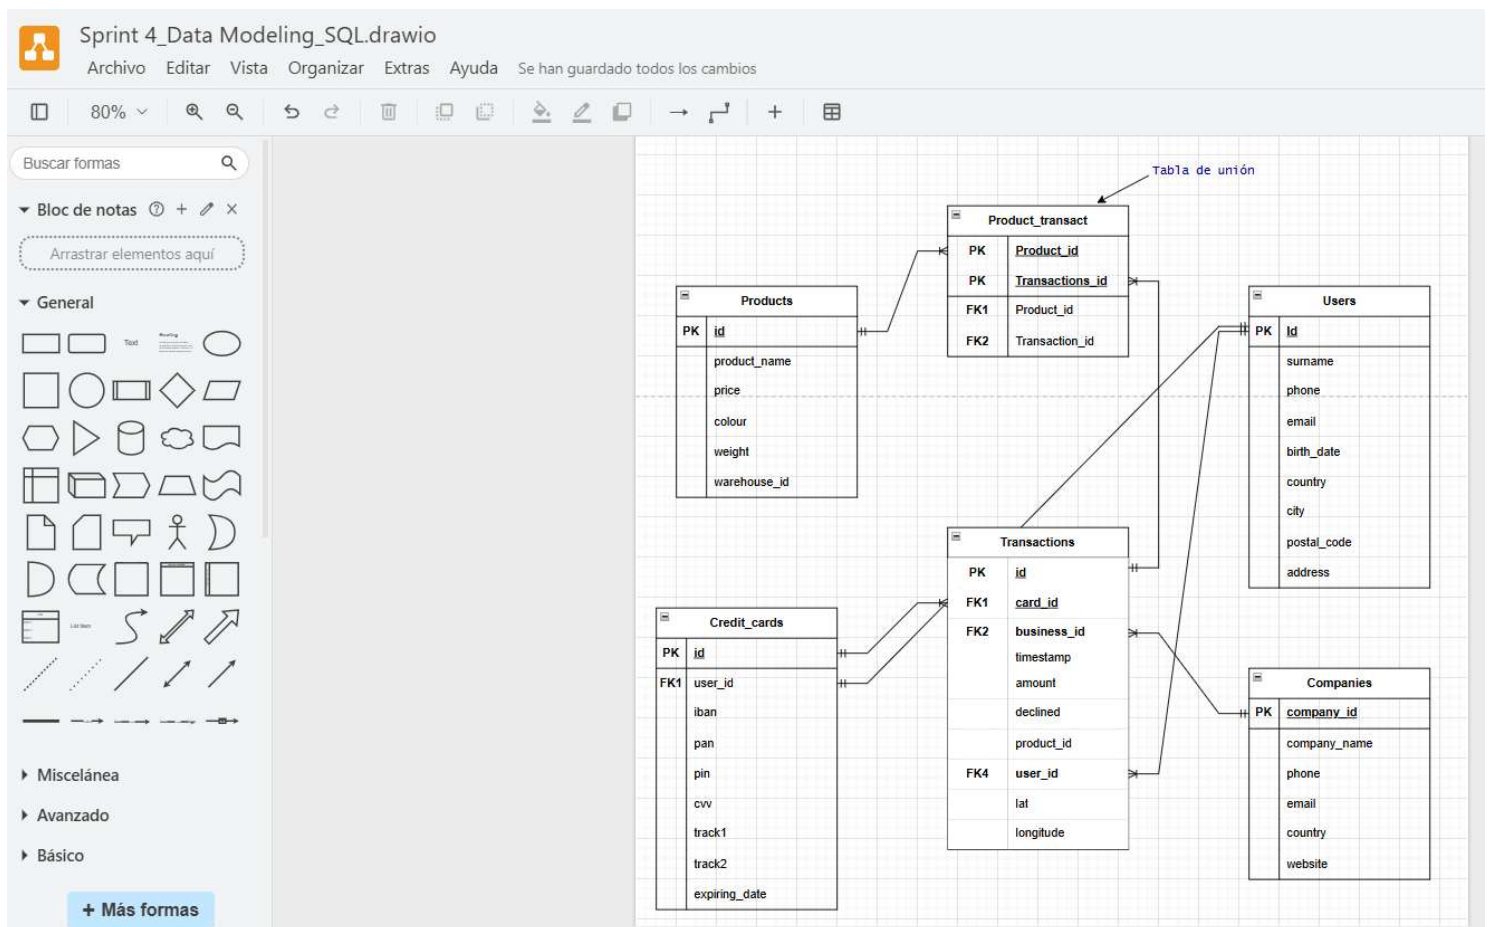 Sprint 4_Data Modeling_SQL.drawio
Archivo Editar Vista Organizar Extras Ayuda Se han guardado todos los cambios
80%
Buscar formas
Bloc de notas
Arrastrar elementos aquí
General
Text
Heading
List Item
Miscelánea
Avanzado
Básico
+ Más formas
Tabla de unión
Product_transact
PK Product_id
PK Transactions_id
FK1 Product_id
FK2 Transaction_id
Products
PK id
product_name
price
colour
weight
warehouse_id
Users
PK Id
surname
phone
email
birth_date
country
city
postal_code
address
Transactions
PK id
FK1 card_id
FK2 business_id
timestamp
amount
declined
product_id
FK4 user_id
lat
longitude
Credit_cards
PK id
FK1 user_id
iban
pan
pin
cvv
track1
track2
expiring_date
Companies
PK company_id
company_name
phone
email
country
website